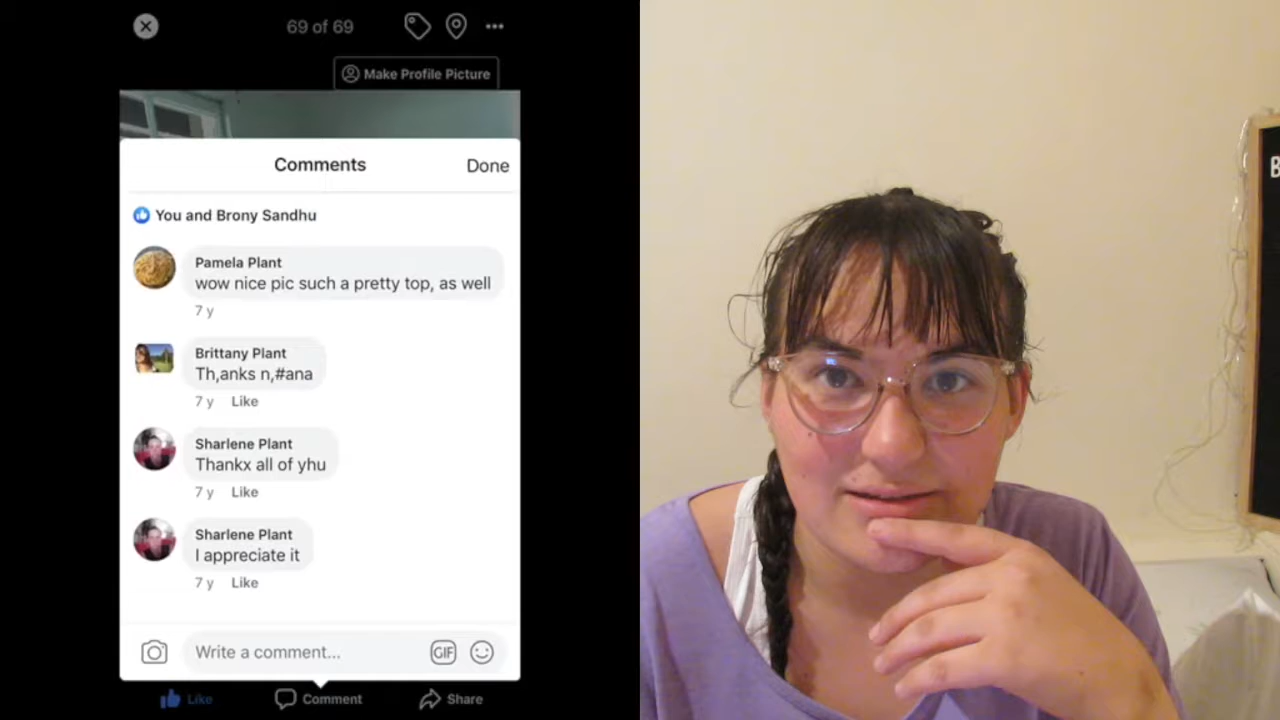 69 of 69
Make Profile Picture
Comments
Done
You and Brony Sandhu
Pamela Plant
wow nice pic such a pretty top, as well
7 y
Brittany Plant
Th,anks n,#ana
7 y Like
Sharlene Plant
Thankx all of yhu
7 y Like
Sharlene Plant
I appreciate it
7 y Like
Write a comment...
GIF
Like
Comment
Share
B